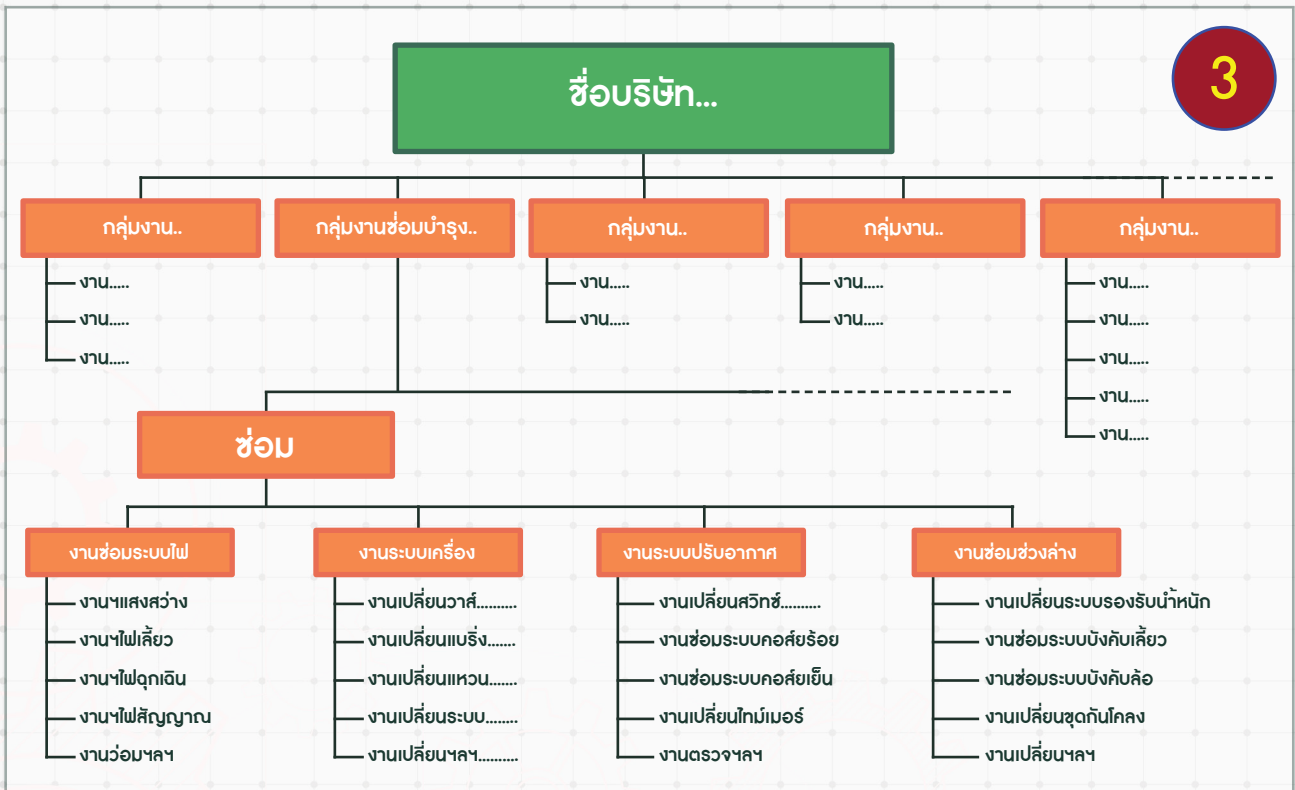 ชื่อบริษัท...
3
กลุ่มงาน..
กลุ่มงานซ่อมบำรุง..
กลุ่มงาน..
กลุ่มงาน..
กลุ่มงาน..
งาน.....
งาน.....
งาน.....
งาน.....
งาน.....
งาน.....
งาน.....
งาน.....
งาน.....
งาน.....
งาน.....
งาน.....
ซ่อม
งานซ่อมระบบไฟ
งานระบบเครื่อง
งานระบบปรับอากาศ
งานซ่อมช่วงล่าง
งานฯแสงสว่าง
งานฯไฟเลี้ยว
งานฯไฟฉุกเฉิน
งานฯไฟสัญญาณ
งานว่อมฯลฯ
งานเปลี่ยนวาส์..........
งานเปลี่ยนแบริ่ง.......
งานเปลี่ยนแหวน.......
งานเปลี่ยนระบบ........
งานเปลี่ยนฯลฯ..........
งานเปลี่ยนสวิทช์..........
งานซ่อมระบบคอล์ยร้อย
งานซ่อมระบบคอล์ยเย็น
งานเปลี่ยนไทม์เมอร์
งานตรวจฯลฯ
งานเปลี่ยนระบบรองรับน้ำหนัก
งานซ่อมระบบบังคับเลี้ยว
งานซ่อมระบบบังคับล้อ
งานเปลี่ยนชุดกันโคลง
งานเปลี่ยนฯลฯ